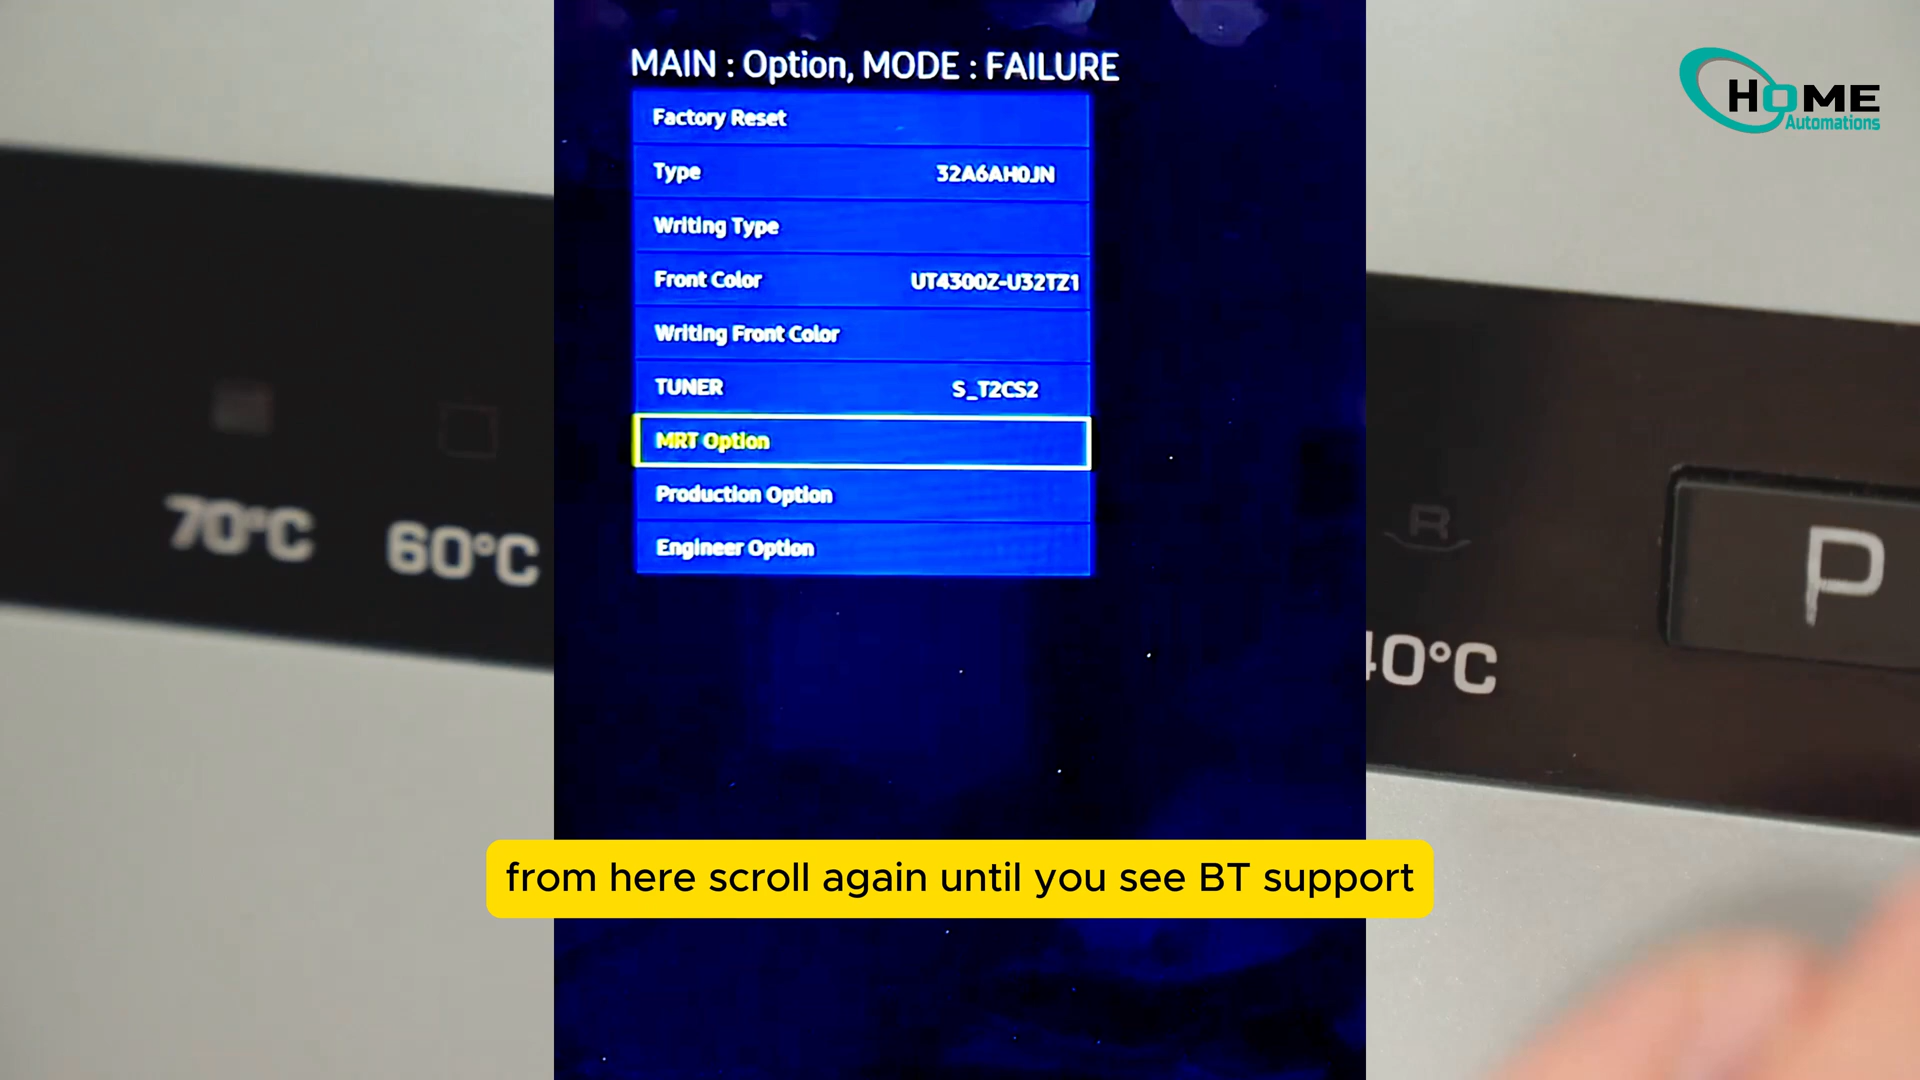 MAIN : Option, MODE : FAILURE
Factory Reset
Type 32A6AH0JN
Writing Type
Front Color UT4300Z-U32TZ1
Writing Front Color
TUNER S_T2CS2
MRT Option
Production Option
Engineer Option
HOME
Automations
70°C
60°C
R
40°C
P
from here scroll again until you see BT support